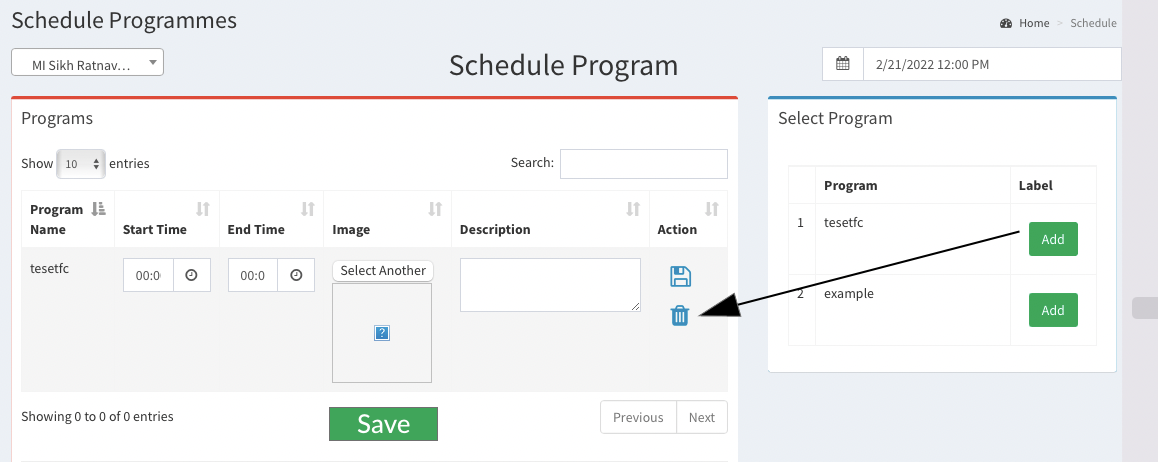 Schedule Programmes
Home > Schedule
MI Sikh Ratnav...
Schedule Program
2/21/2022 12:00 PM
Programs
Show 10 entries
Search:
Program Name
Start Time
End Time
Image
Description
Action
tesetfc
00:0
00:0
Select Another
?
Showing 0 to 0 of 0 entries
Save
Previous
Next
Select Program
Program
Label
1 tesetfc Add
2 example Add